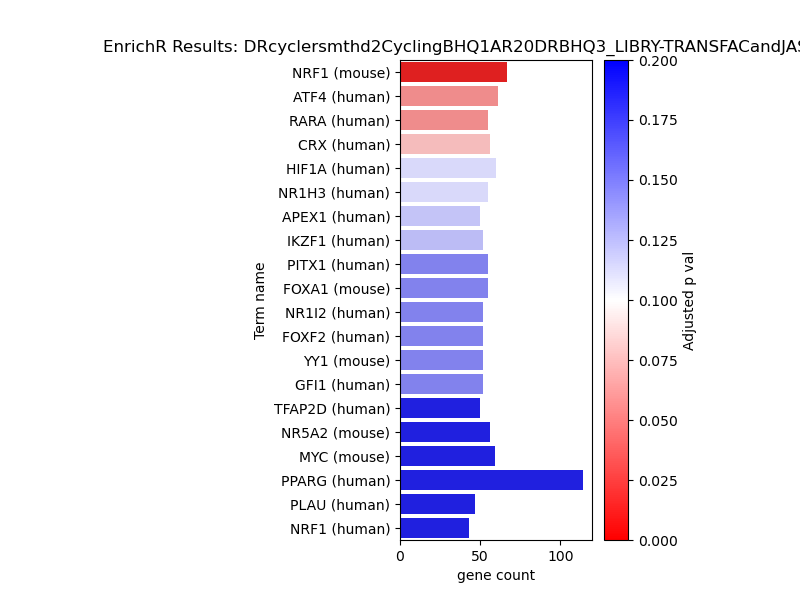 EnrichR Results: DRcyclersmthd2CyclingBHQ1AR20DRBHQ3_LIBRY-TRANSFACandJAS
NRF1 (mouse)
ATF4 (human)
RARA (human)
CRX (human)
HIF1A (human)
NR1H3 (human)
APEX1 (human)
IKZF1 (human)
PITX1 (human)
FOXA1 (mouse)
NR1I2 (human)
FOXF2 (human)
YY1 (mouse)
GFI1 (human)
TFAP2D (human)
NR5A2 (mouse)
MYC (mouse)
PPARG (human)
PLAU (human)
NRF1 (human)
Term name
0 50 100
gene count
0.200
0.175
0.150
0.125
0.100
0.075
0.050
0.025
0.000
Adjusted p val